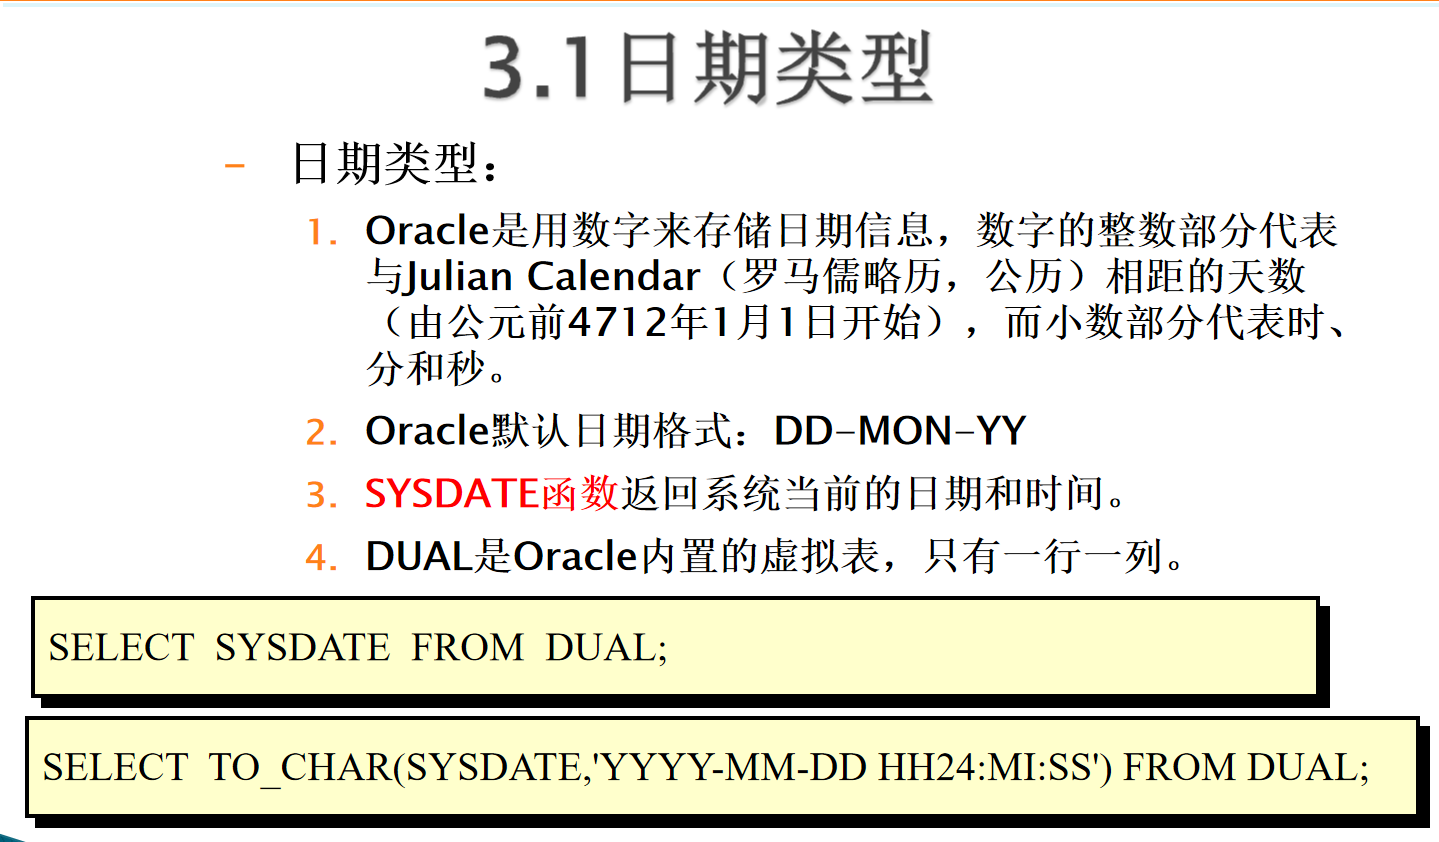 3.1日期类型
– 日期类型：
1. Oracle是用数字来存储日期信息，数字的整数部分代表
与Julian Calendar（罗马儒略历，公历）相距的天数
（由公元前4712年1月1日开始），而小数部分代表时、
分和秒。
2. Oracle默认日期格式：DD-MON-YY
3. SYSDATE函数返回系统当前的日期和时间。
4. DUAL是Oracle内置的虚拟表，只有一行一列。
SELECT SYSDATE FROM DUAL;
SELECT TO_CHAR(SYSDATE,'YYYY-MM-DD HH24:MI:SS') FROM DUAL;